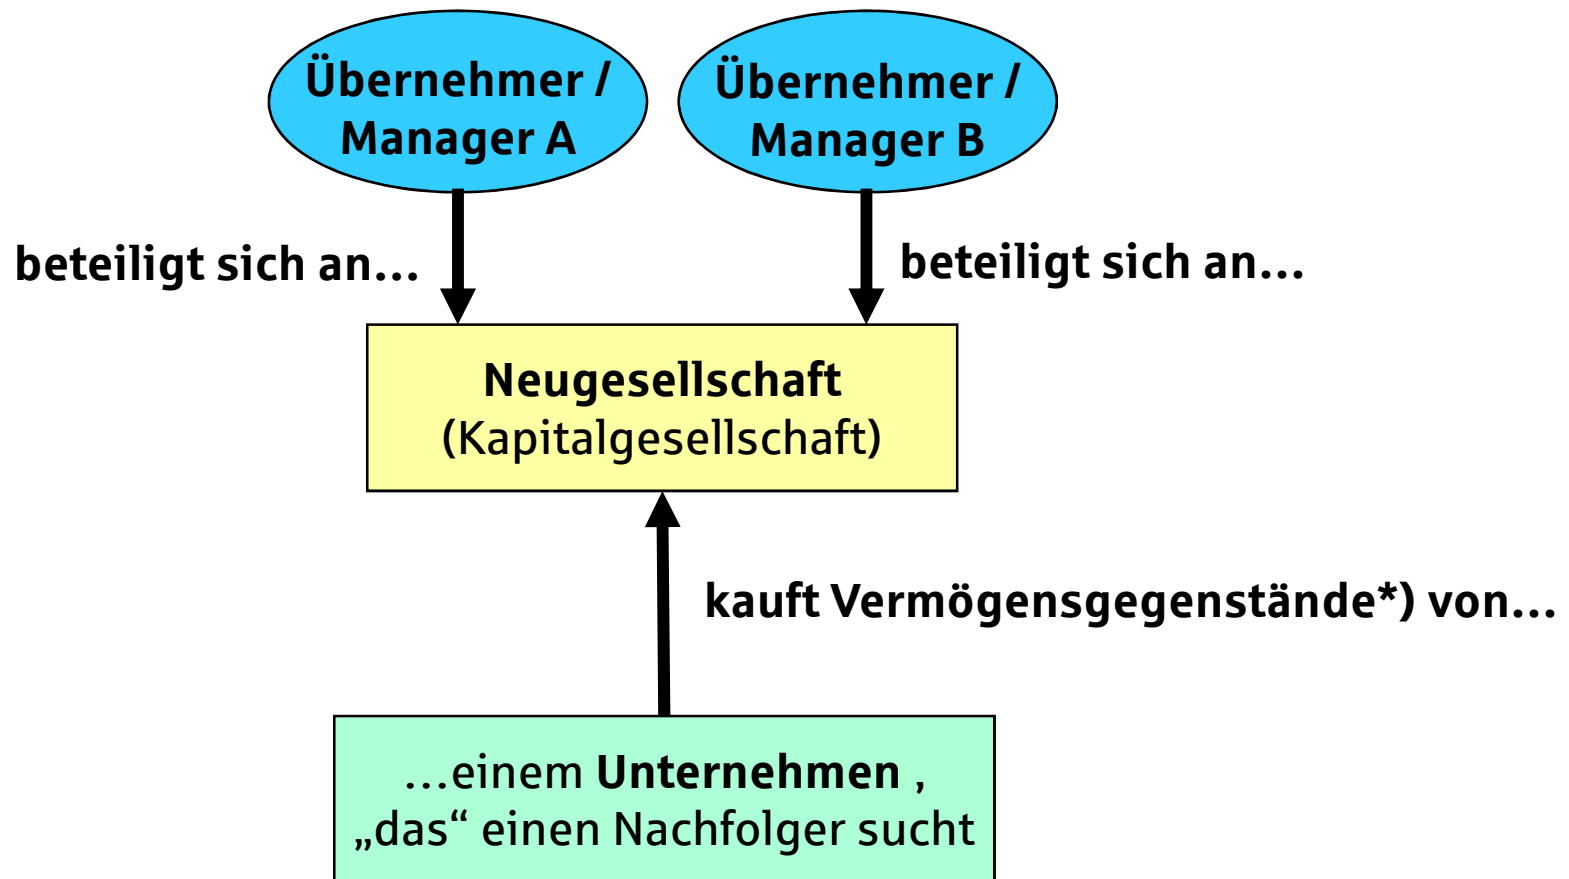 Übernehmer /
Manager A
Übernehmer /
Manager B
beteiligt sich an...
beteiligt sich an...
Neugesellschaft
(Kapitalgesellschaft)
kauft Vermögensgegenstände*) von...
...einem Unternehmen ,
„das“ einen Nachfolger sucht